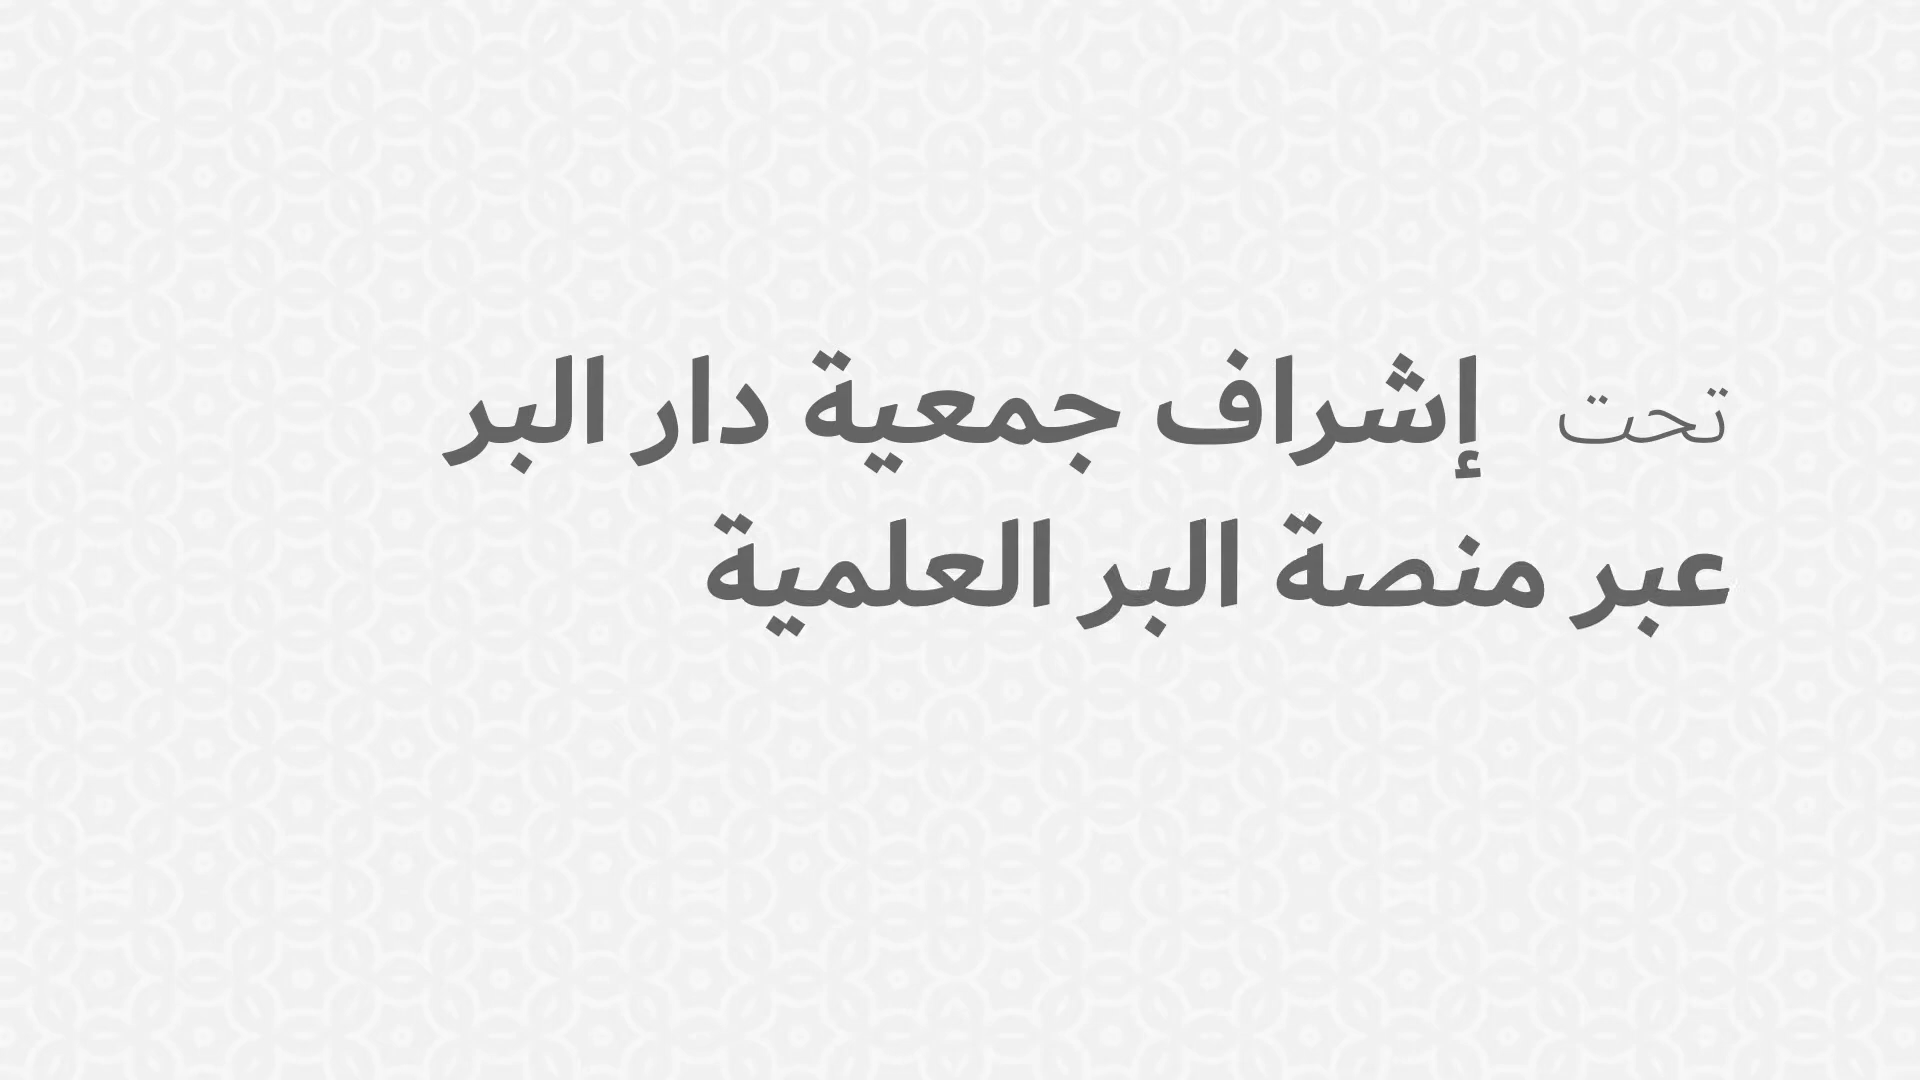 تحت إشراف جمعية دار البر
عبر منصة البر العلمية